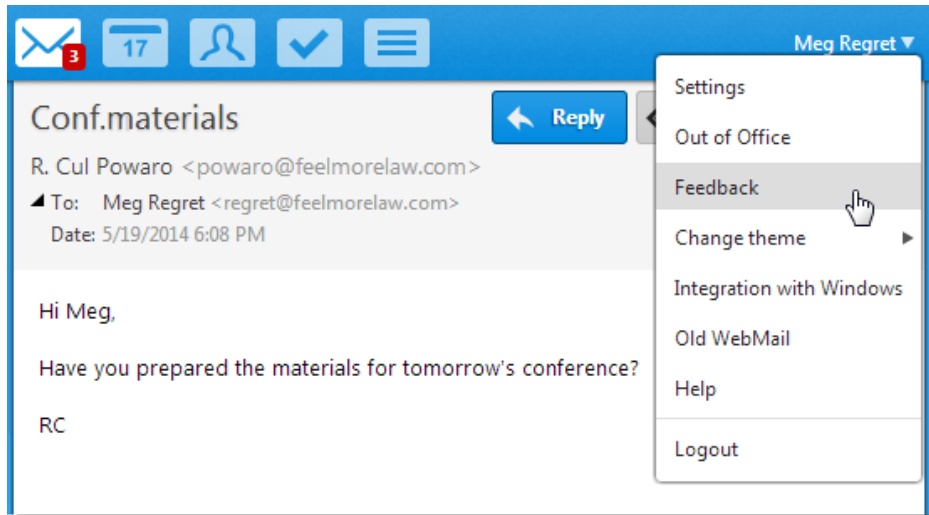 3
17
Meg Regret
Conf.materials
Reply
R. Cul Powaro <powaro@feelmorelaw.com>
To: Meg Regret <regret@feelmorelaw.com>
Date: 5/19/2014 6:08 PM
Hi Meg,
Have you prepared the materials for tomorrow's conference?
RC
Settings
Out of Office
Feedback
Change theme
Integration with Windows
Old WebMail
Help
Logout